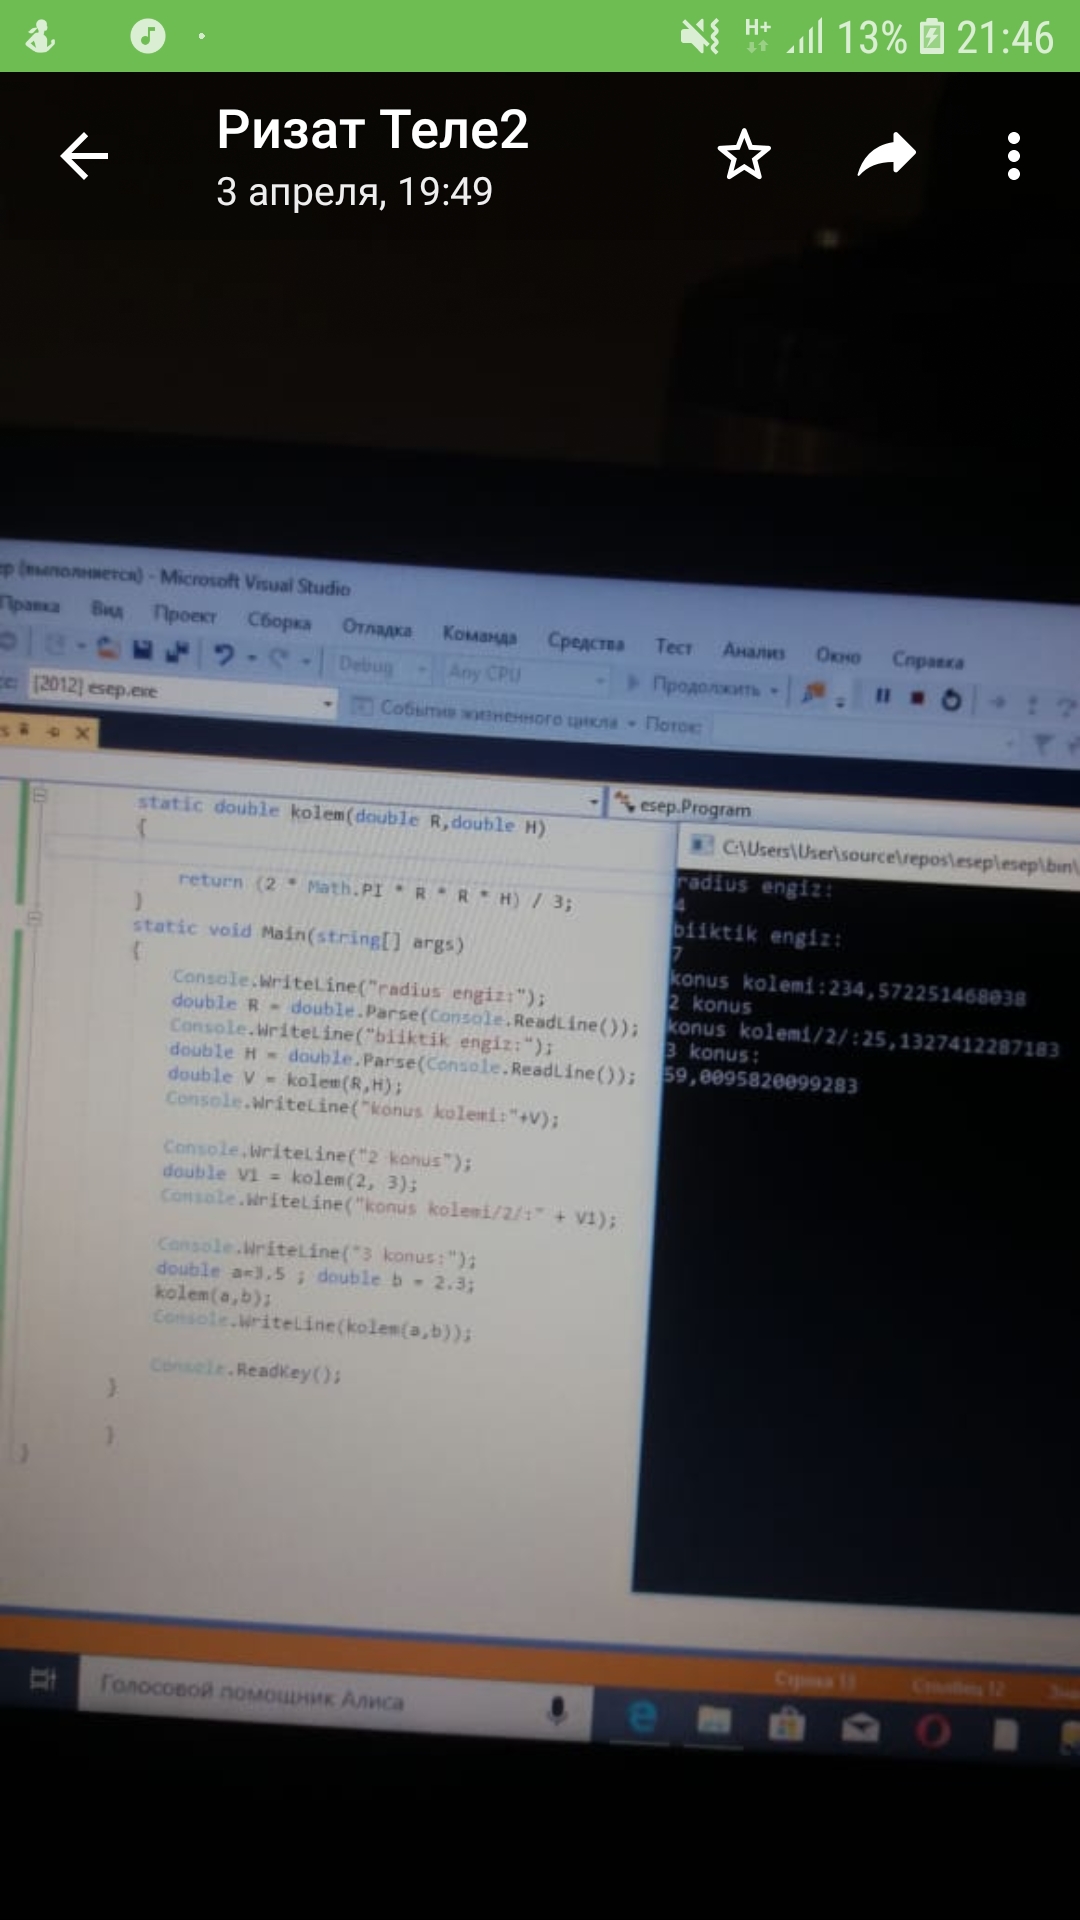 H+ 13% 21:46
Ризат Теле2
3 апреля, 19:49
(выполняется) - Microsoft Visual Studio
Правка Вид Проект Сборка Отладка Команда Средства Тест Анализ Окно Справка
Debug Any CPU Продолжить
[2012] esep.exe События жизненного цикла Поток:
esep.Program
static double kolem(double R,double H)
{
return (2 * Math.PI * R * R * H) / 3;
}
static void Main(string[] args)
{
Console.WriteLine("radius engiz:");
double R = double.Parse(Console.ReadLine());
Console.WriteLine("biiktik engiz:");
double H = double.Parse(Console.ReadLine());
double V = kolem(R,H);
Console.WriteLine("konus kolemi:"+V);
Console.WriteLine("2 konus");
double V1 = kolem(2, 3);
Console.WriteLine("konus kolemi/2/:" + V1);
Console.WriteLine("3 konus:");
double a=3.5 ; double b = 2.3;
kolem(a,b);
Console.WriteLine(kolem(a,b));
Console.ReadKey();
}
}
}
C:\Users\User\source\repos\esep\esep\bin\
radius engiz:
4
biiktik engiz:
7
konus kolemi:234,572251468038
2 konus
konus kolemi/2/:25,1327412287183
3 konus:
59,0095820099283
Строка 11 Столбец 12
Голосовой помощник Алиса